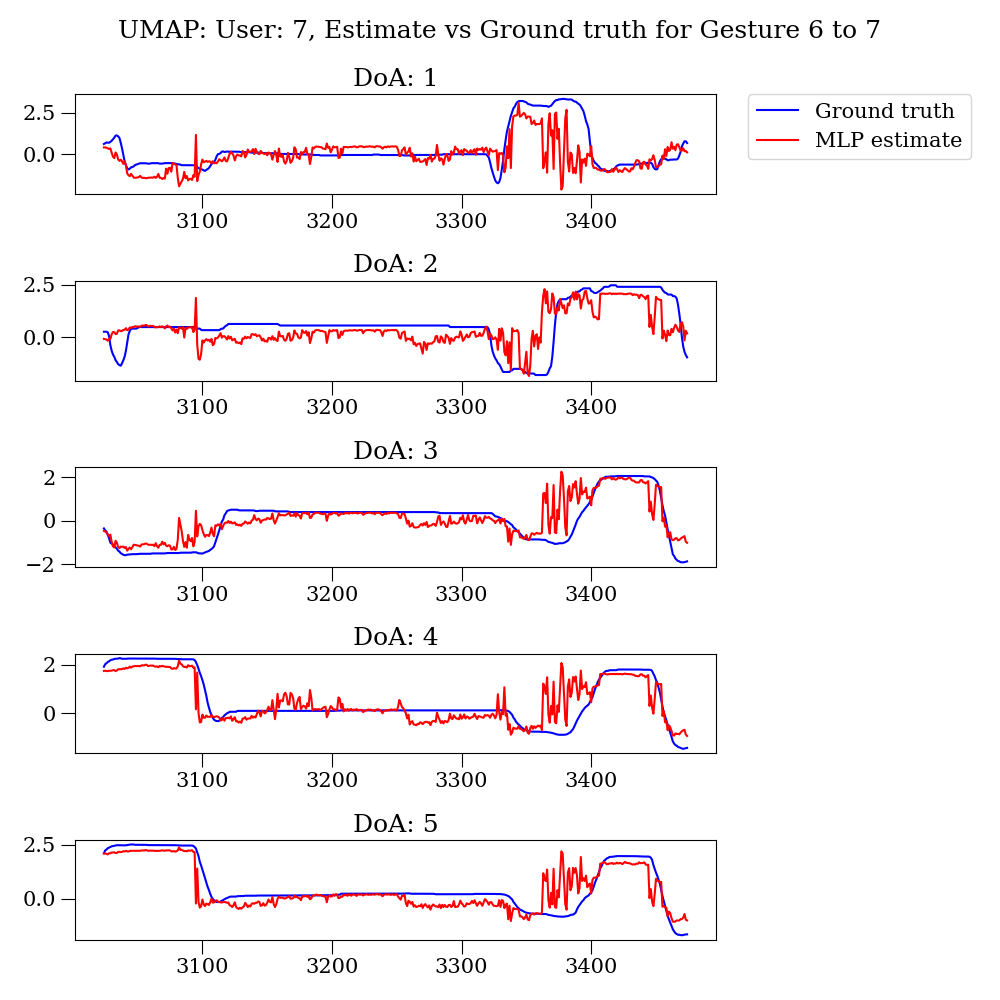 UMAP: User: 7, Estimate vs Ground truth for Gesture 6 to 7
DoA: 1
Ground truth
MLP estimate
2.5
0.0
3100 3200 3300 3400
DoA: 2
2.5
0.0
3100 3200 3300 3400
DoA: 3
2
0
−2
3100 3200 3300 3400
DoA: 4
2
0
3100 3200 3300 3400
DoA: 5
2.5
0.0
3100 3200 3300 3400